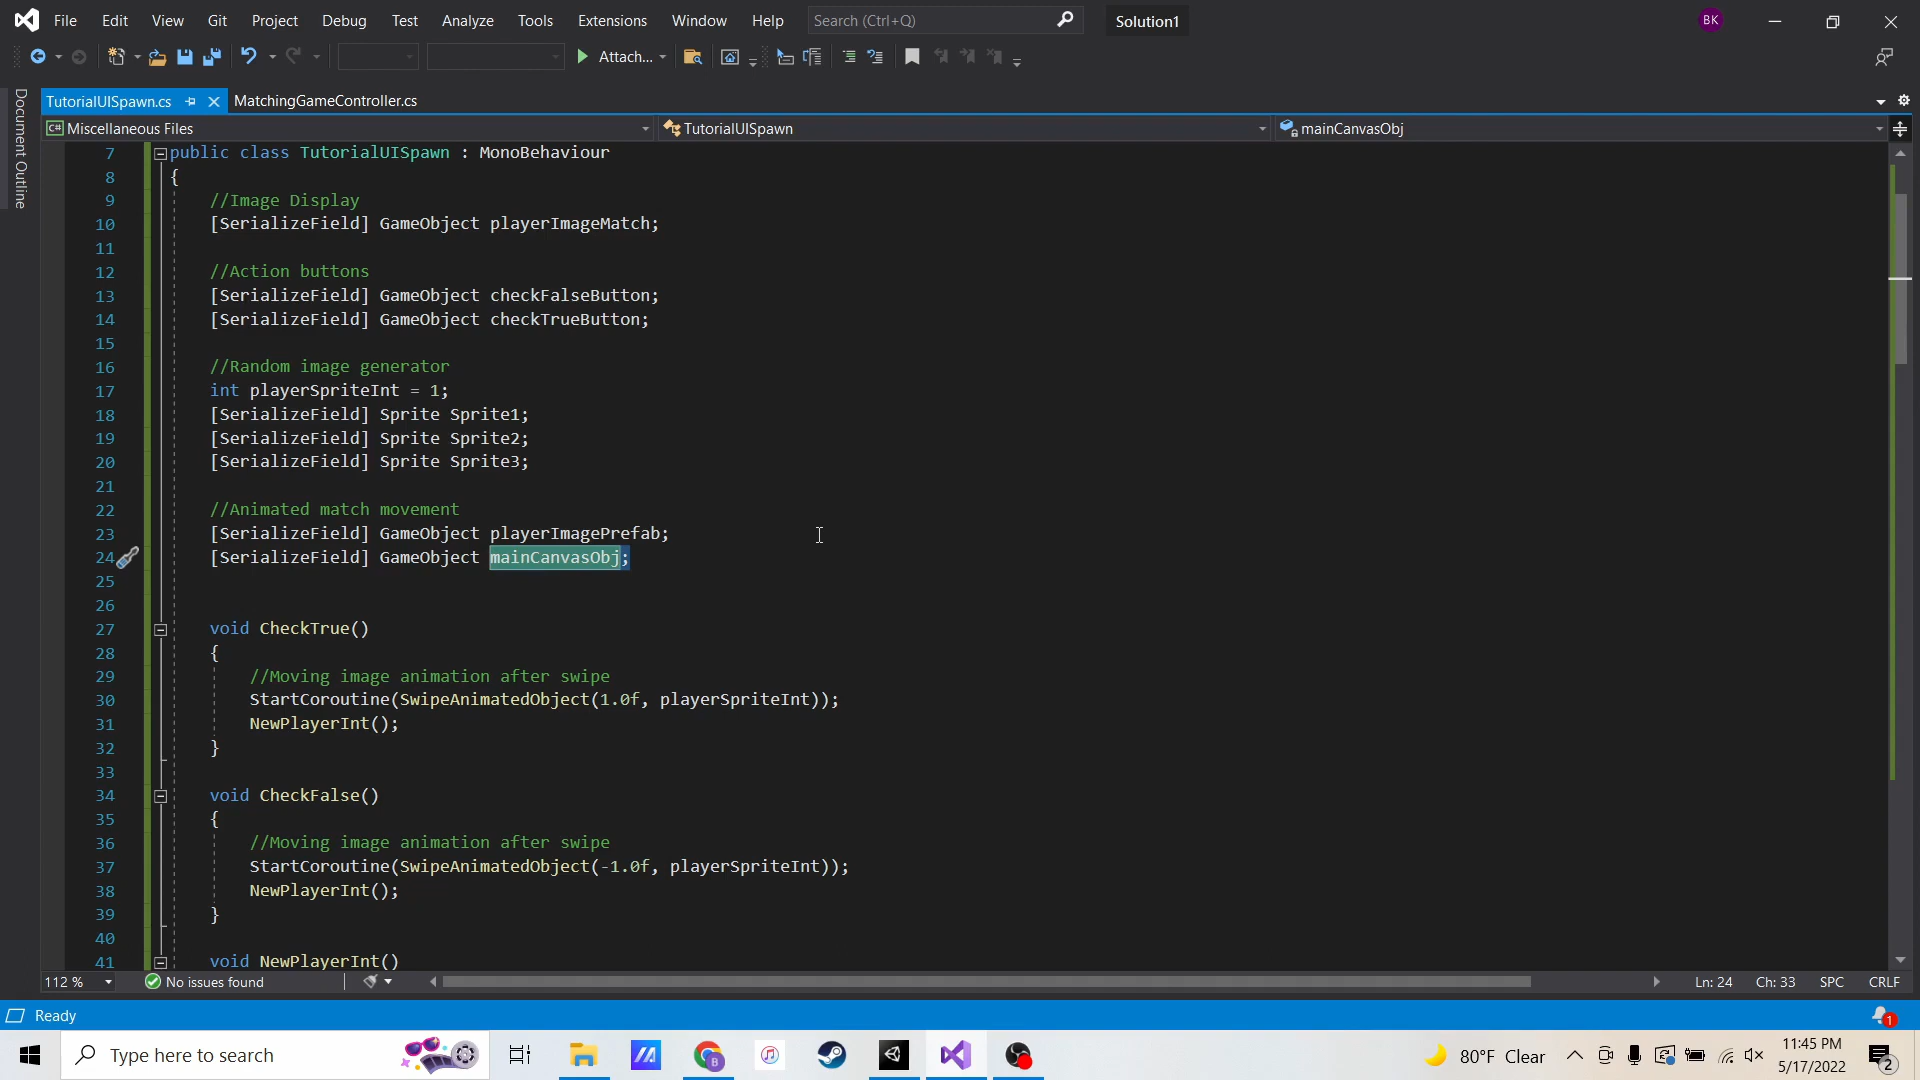 File Edit View Git Project Debug Test Analyze Tools Extensions Window Help Search (Ctrl+Q) Solution1 BK
Attach...
Document Outline
TutorialUISpawn.cs MatchingGameController.cs
C# Miscellaneous Files TutorialUISpawn mainCanvasObj
7 public class TutorialUISpawn : MonoBehaviour
8 {
9 //Image Display
10 [SerializeField] GameObject playerImageMatch;
11
12 //Action buttons
13 [SerializeField] GameObject checkFalseButton;
14 [SerializeField] GameObject checkTrueButton;
15
16 //Random image generator
17 int playerSpriteInt = 1;
18 [SerializeField] Sprite Sprite1;
19 [SerializeField] Sprite Sprite2;
20 [SerializeField] Sprite Sprite3;
21
22 //Animated match movement
23 [SerializeField] GameObject playerImagePrefab;
24 [SerializeField] GameObject mainCanvasObj;
25
26
27 void CheckTrue()
28 {
29 //Moving image animation after swipe
30 StartCoroutine(SwipeAnimatedObject(1.0f, playerSpriteInt));
31 NewPlayerInt();
32 }
33
34 void CheckFalse()
35 {
36 //Moving image animation after swipe
37 StartCoroutine(SwipeAnimatedObject(-1.0f, playerSpriteInt));
38 NewPlayerInt();
39 }
40
41 void NewPlayerInt()
112 % No issues found Ln: 24 Ch: 33 SPC CRLF
Ready 1
Type here to search B 80°F Clear 11:45 PM
5/17/2022 2